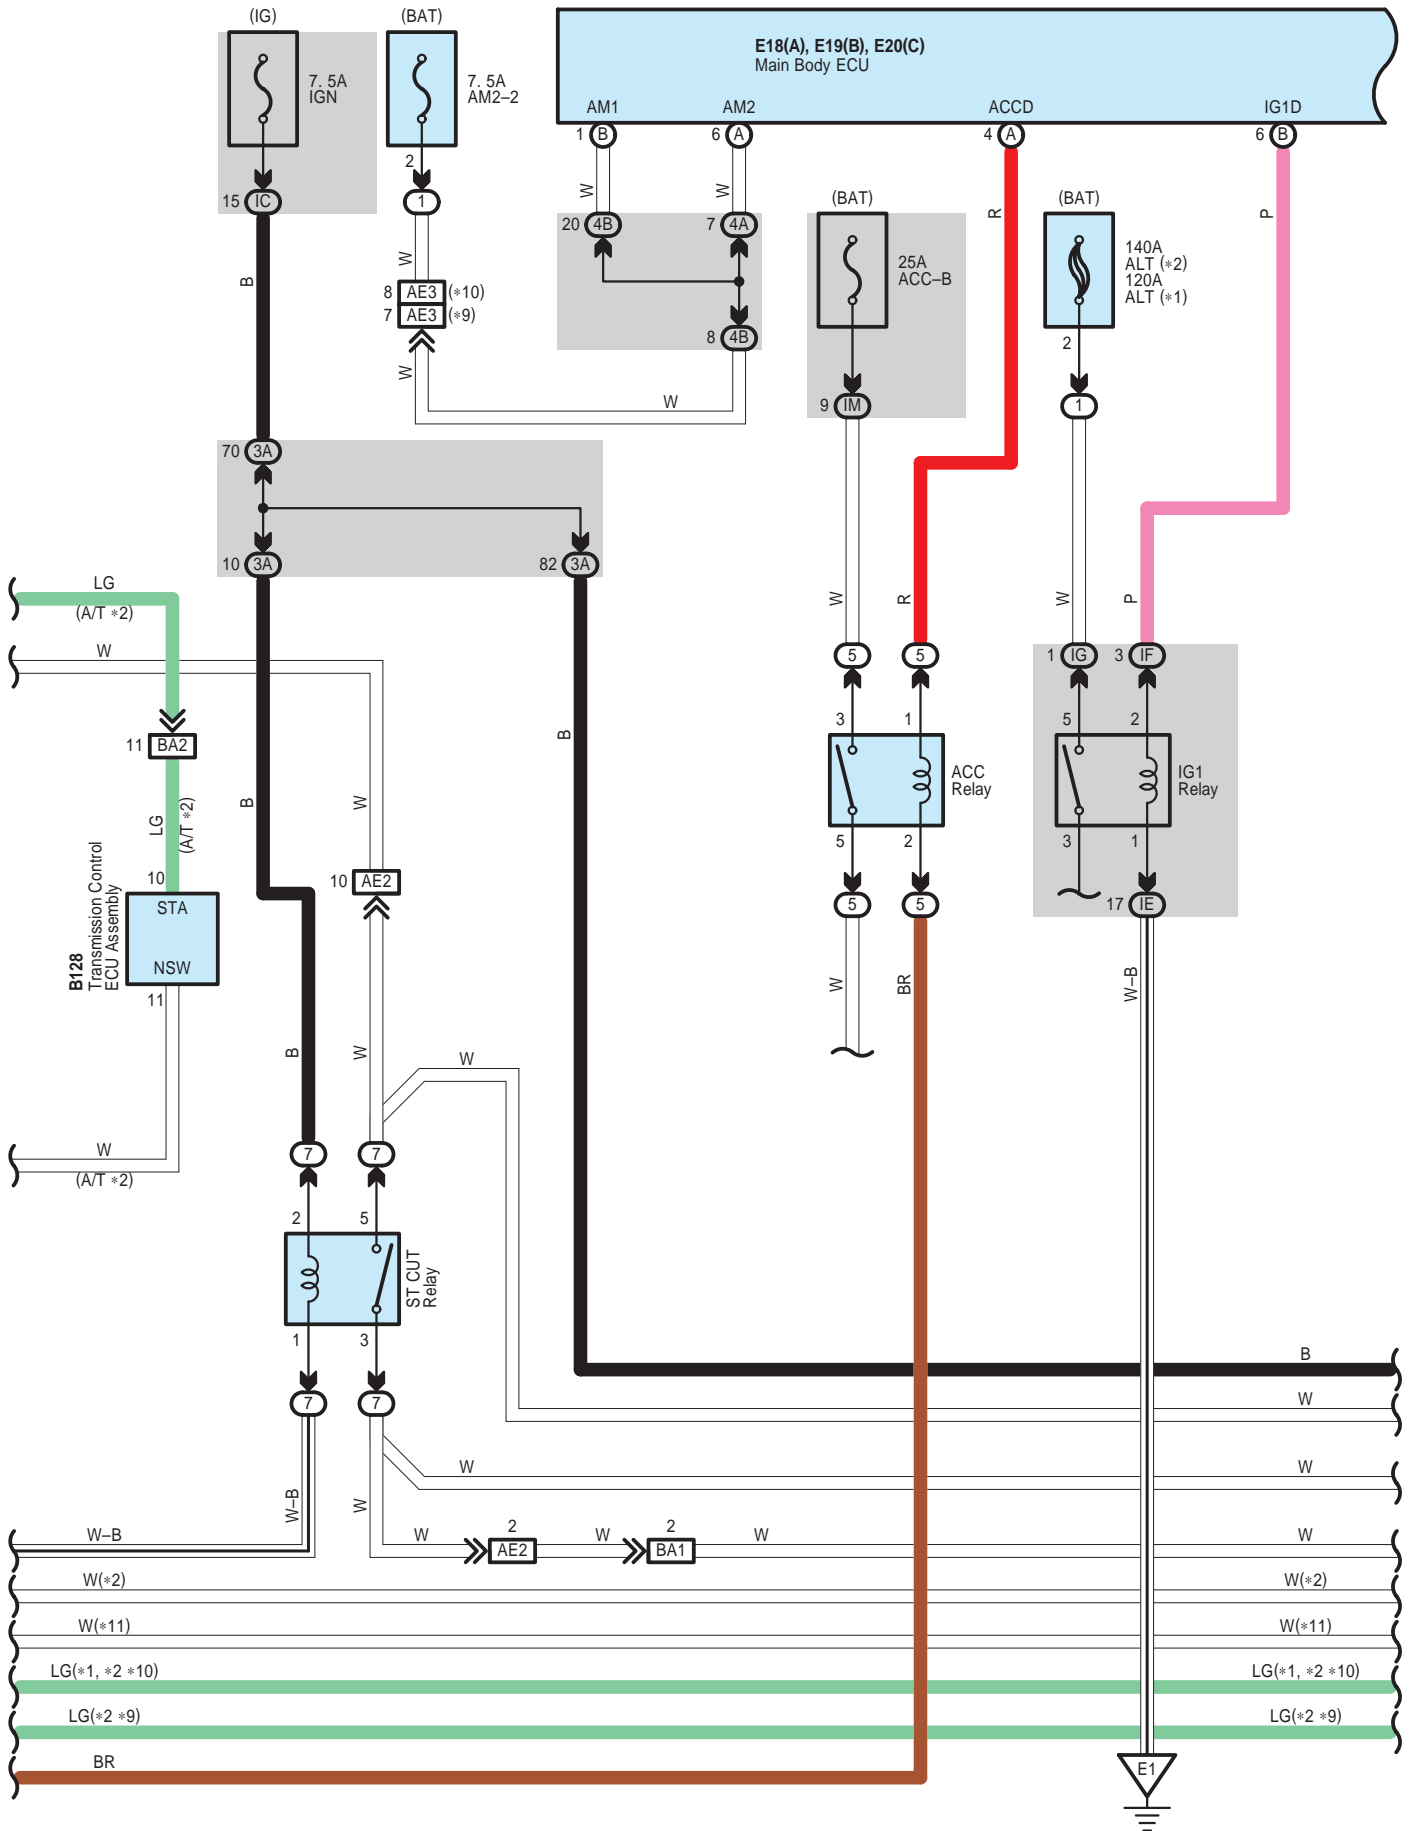 (IG)
(BAT)
E18(A), E19(B), E20(C)
Main Body ECU
7. 5A
IGN
7. 5A
AM2–2
AM1
AM2
ACCD
IG1D
1 B
6 A
4 A
6 B
2
15 IC
1
W
W
R
P
(BAT)
(BAT)
20 4B
7 4A
25A
ACC–B
140A
ALT (∗2)
120A
ALT (∗1)
B
W
8 AE3 (∗10)
7 AE3 (∗9)
8 4B
2
W
W
9 IM
1
70 3A
10 3A
82 3A
LG
(A/T ∗2)
W
R
W
P
W
5
5
1 IG
3 IF
3
1
5
2
11 BA2
B
B
W
ACC
Relay
IG1
Relay
LG
(A/T ∗2)
5
2
3
1
B128
Transmission Control
ECU Assembly
10
STA
NSW
11
10 AE2
5
5
17 IE
W
BR
W–B
B
W
W
W
(A/T ∗2)
7
7
2
5
ST CUT
Relay
1
3
7
7
B
W
W
W
W–B
W
W–B
W
2
AE2
W
2
BA1
W
W
W(∗2)
W(∗2)
W(∗11)
W(∗11)
LG(∗1, ∗2 ∗10)
LG(∗1, ∗2 ∗10)
LG(∗2 ∗9)
LG(∗2 ∗9)
BR
E1